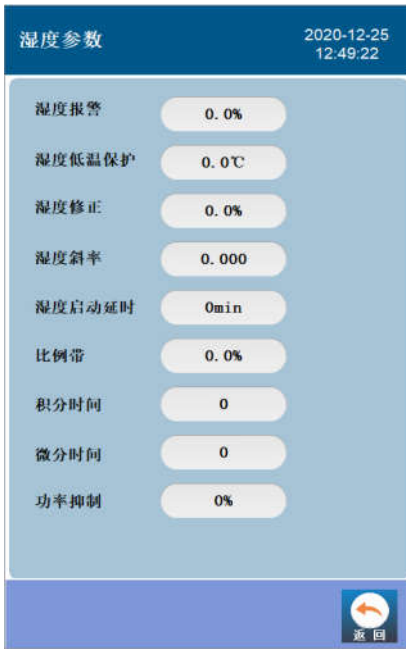 湿度参数
2020-12-25
12:49:22
湿度报警 0.0%
湿度低温保护 0.0℃
湿度修正 0.0%
湿度斜率 0.000
湿度启动延时 0min
比例带 0.0%
积分时间 0
微分时间 0
功率抑制 0%
返回